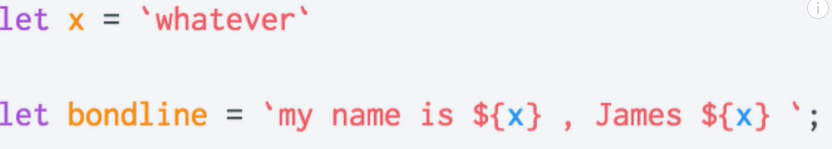 let x = `whatever`
let bondline = `my name is ${x} , James ${x} `;